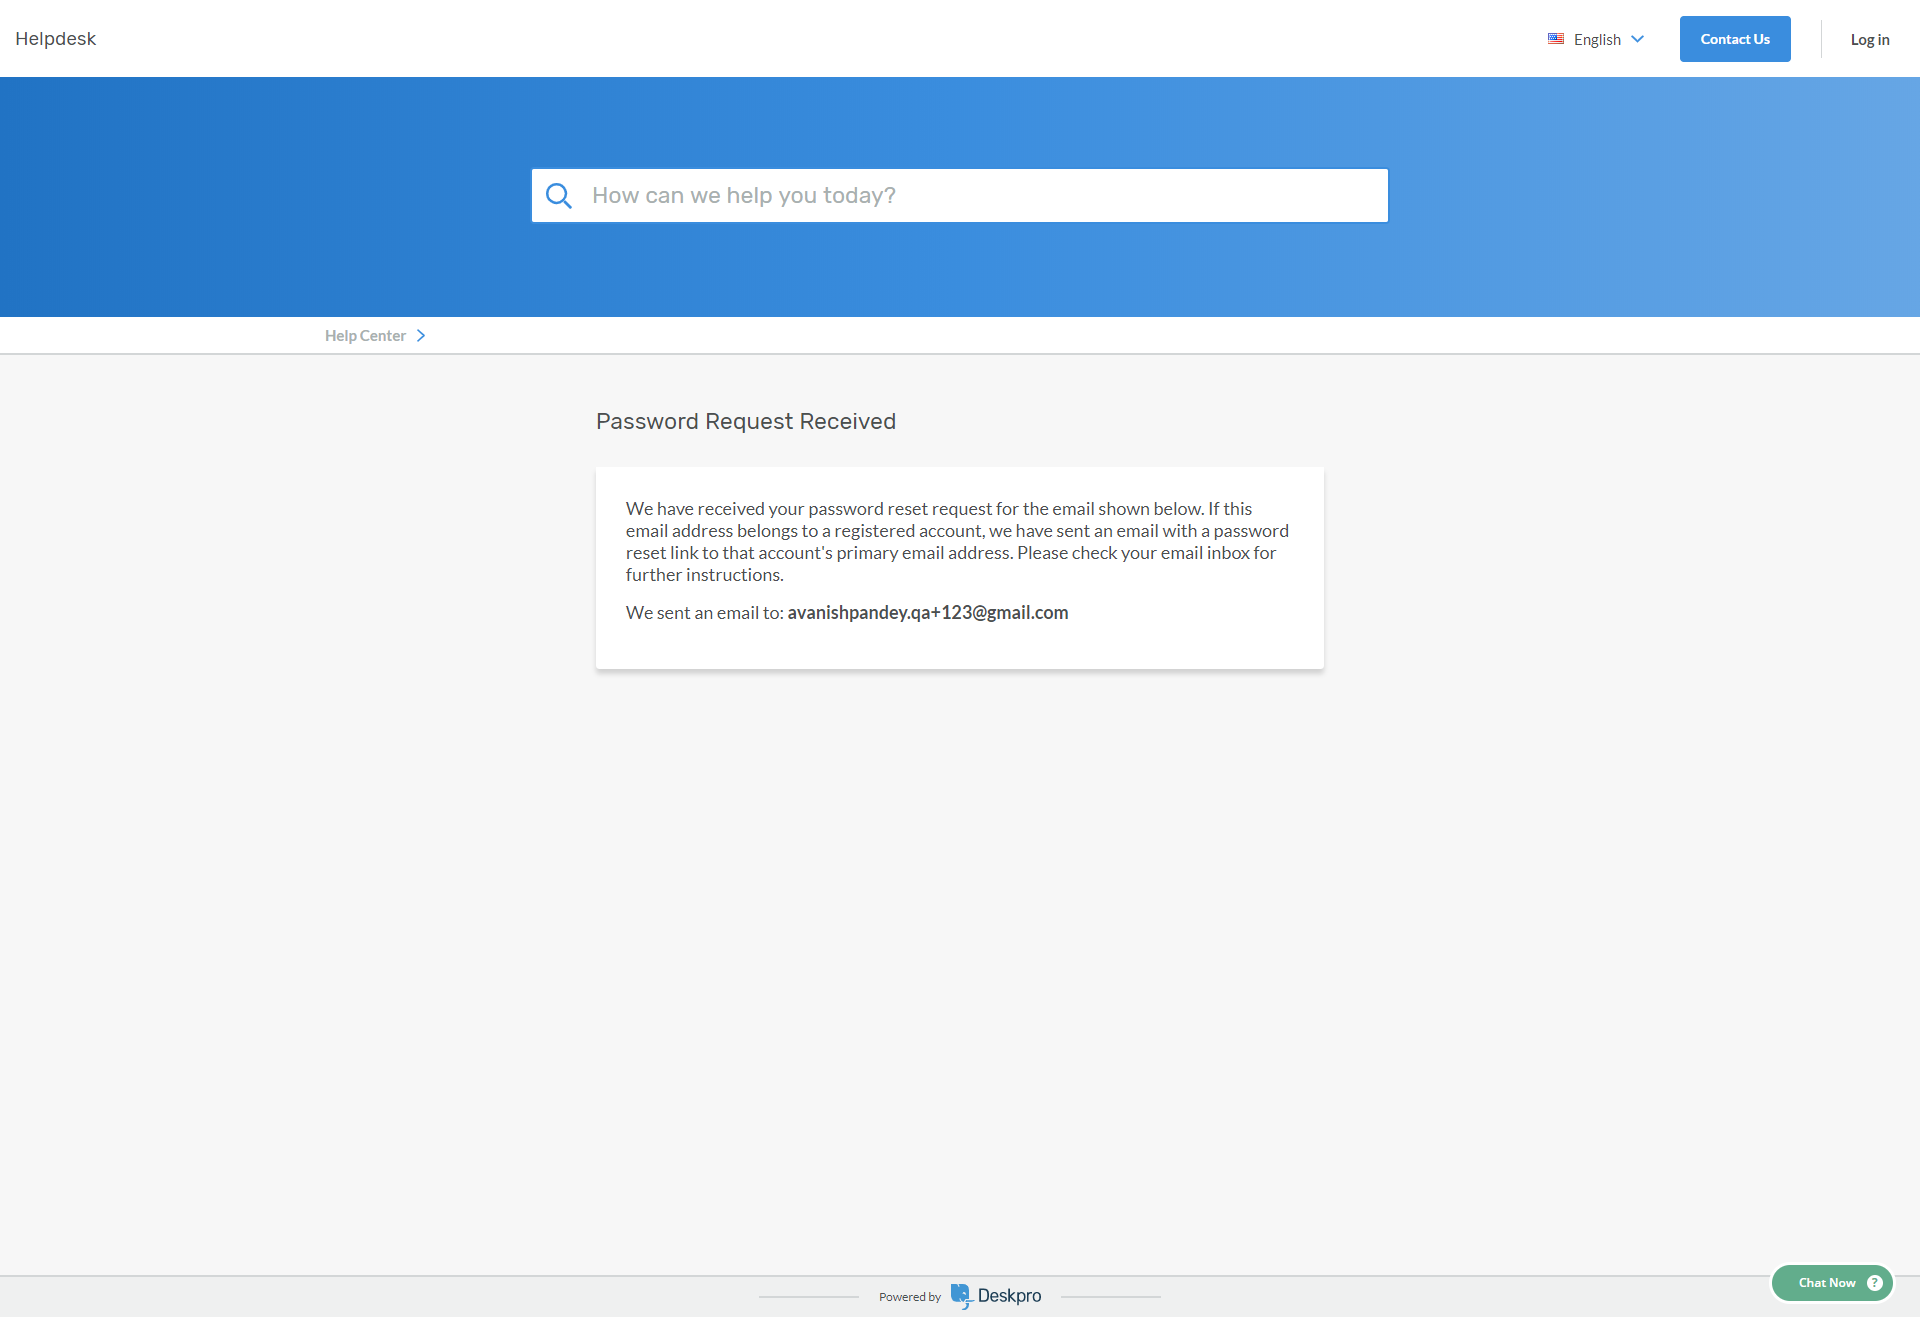 Helpdesk
English
Contact Us
Log in
How can we help you today?
Help Center
Password Request Received
We have received your password reset request for the email shown below. If this
email address belongs to a registered account, we have sent an email with a password
reset link to that account's primary email address. Please check your email inbox for
further instructions.
We sent an email to: avanishpandey.qa+123@gmail.com
Powered by Deskpro
Chat Now ?